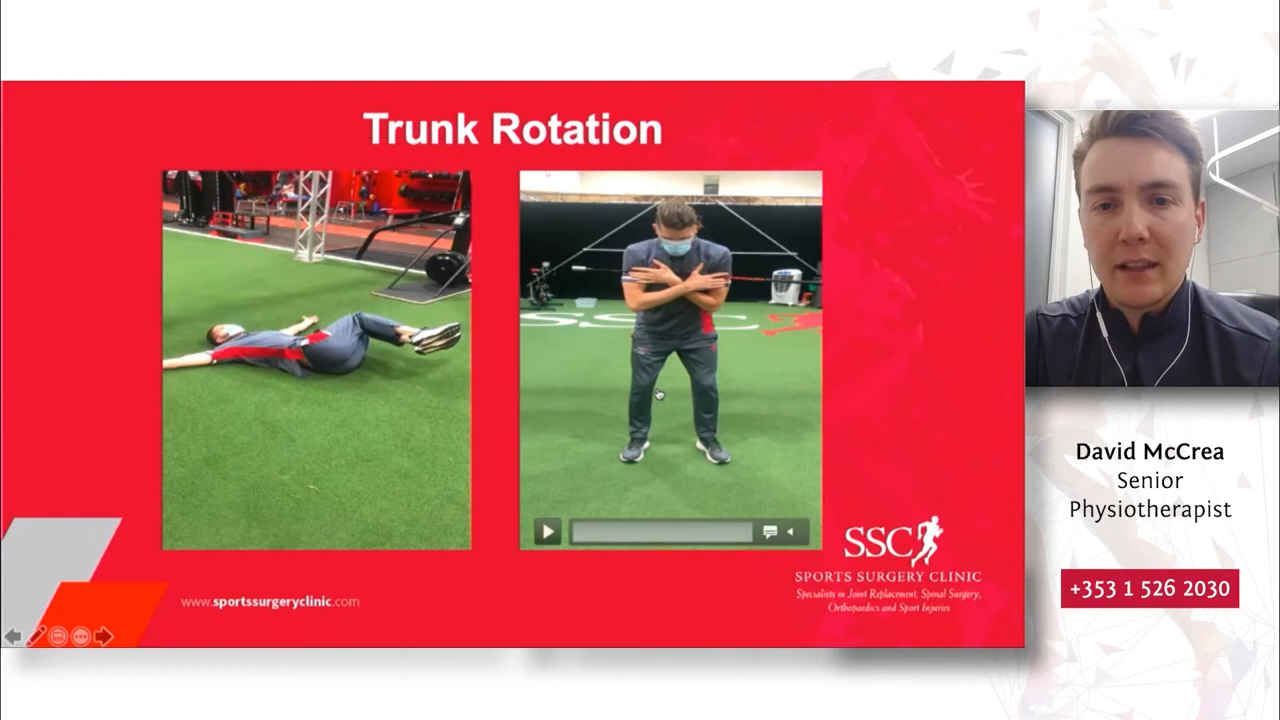 Trunk Rotation
SSC
SSC
SPORTS SURGERY CLINIC
Specialists in Joint Replacement, Spinal Surgery,
Orthopaedics and Sport Injuries
www.sportssurgeryclinic.com
David McCrea
Senior
Physiotherapist
+353 1 526 2030